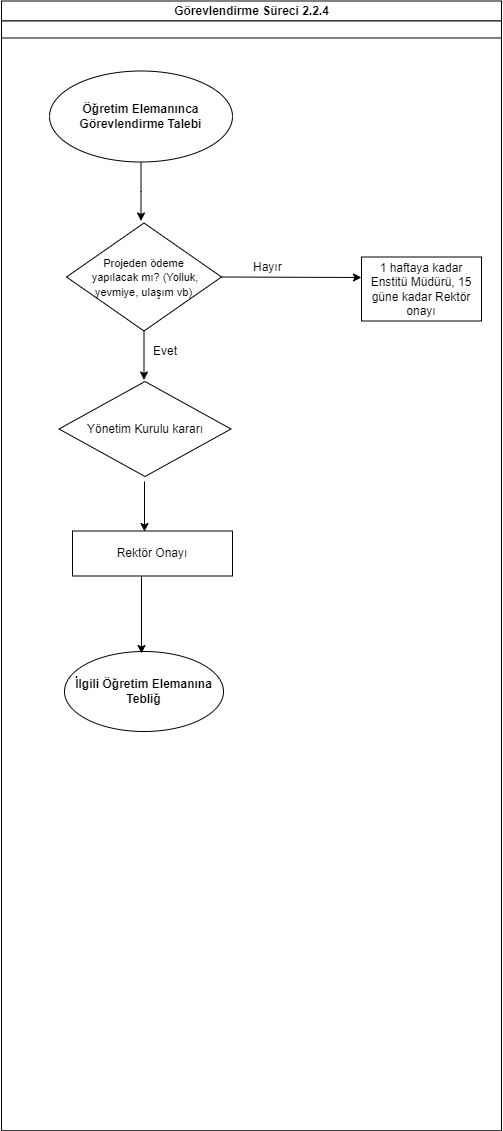 Görevlendirme Süreci 2.2.4
Öğretim Elemanınca
Görevlendirme Talebi
Projeden ödeme
yapılacak mı? (Yolluk,
yevmiye, ulaşım vb)
Hayır
1 haftaya kadar
Enstitü Müdürü, 15
güne kadar Rektör
onayı
Evet
Yönetim Kurulu kararı
Rektör Onayı
İlgili Öğretim Elemanına
Tebliğ